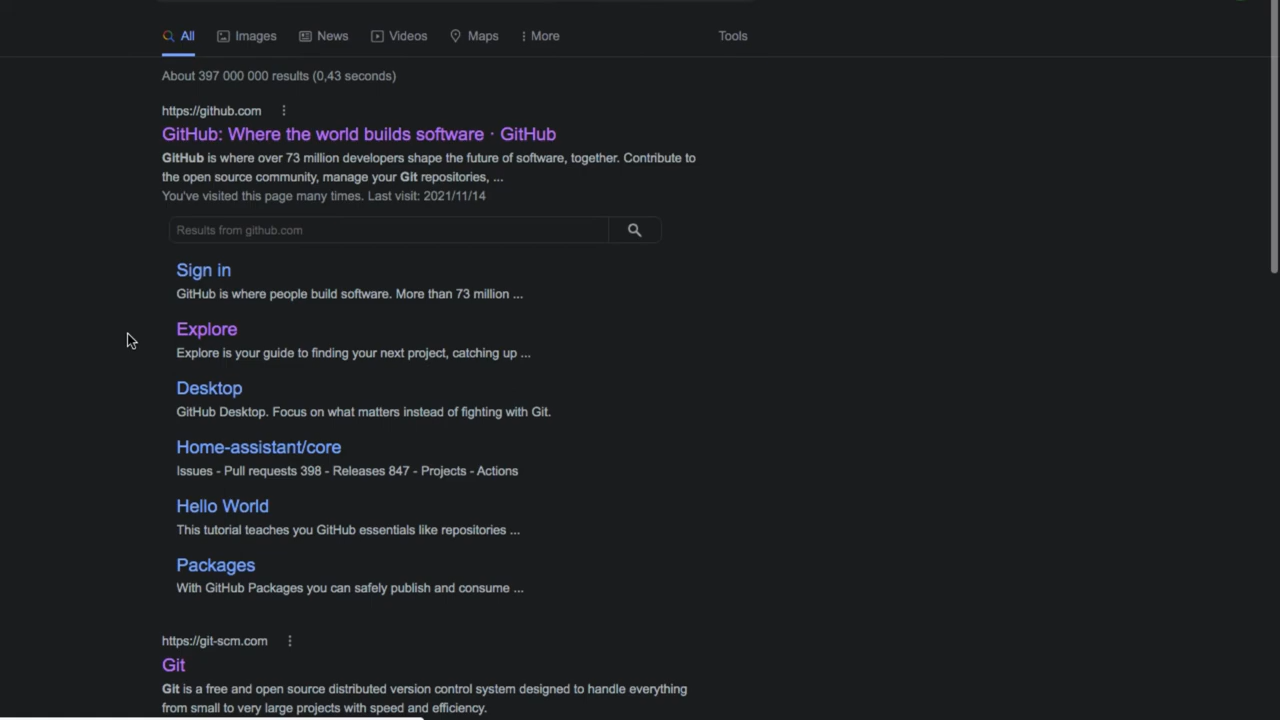 All Images News Videos Maps More Tools
About 397 000 000 results (0,43 seconds)
https://github.com
GitHub: Where the world builds software · GitHub
GitHub is where over 73 million developers shape the future of software, together. Contribute to
the open source community, manage your Git repositories, ...
You've visited this page many times. Last visit: 2021/11/14
Results from github.com
Sign in
GitHub is where people build software. More than 73 million ...
Explore
Explore is your guide to finding your next project, catching up ...
Desktop
GitHub Desktop. Focus on what matters instead of fighting with Git.
Home-assistant/core
Issues - Pull requests 398 - Releases 847 - Projects - Actions
Hello World
This tutorial teaches you GitHub essentials like repositories ...
Packages
With GitHub Packages you can safely publish and consume ...
https://git-scm.com
Git
Git is a free and open source distributed version control system designed to handle everything
from small to very large projects with speed and efficiency.